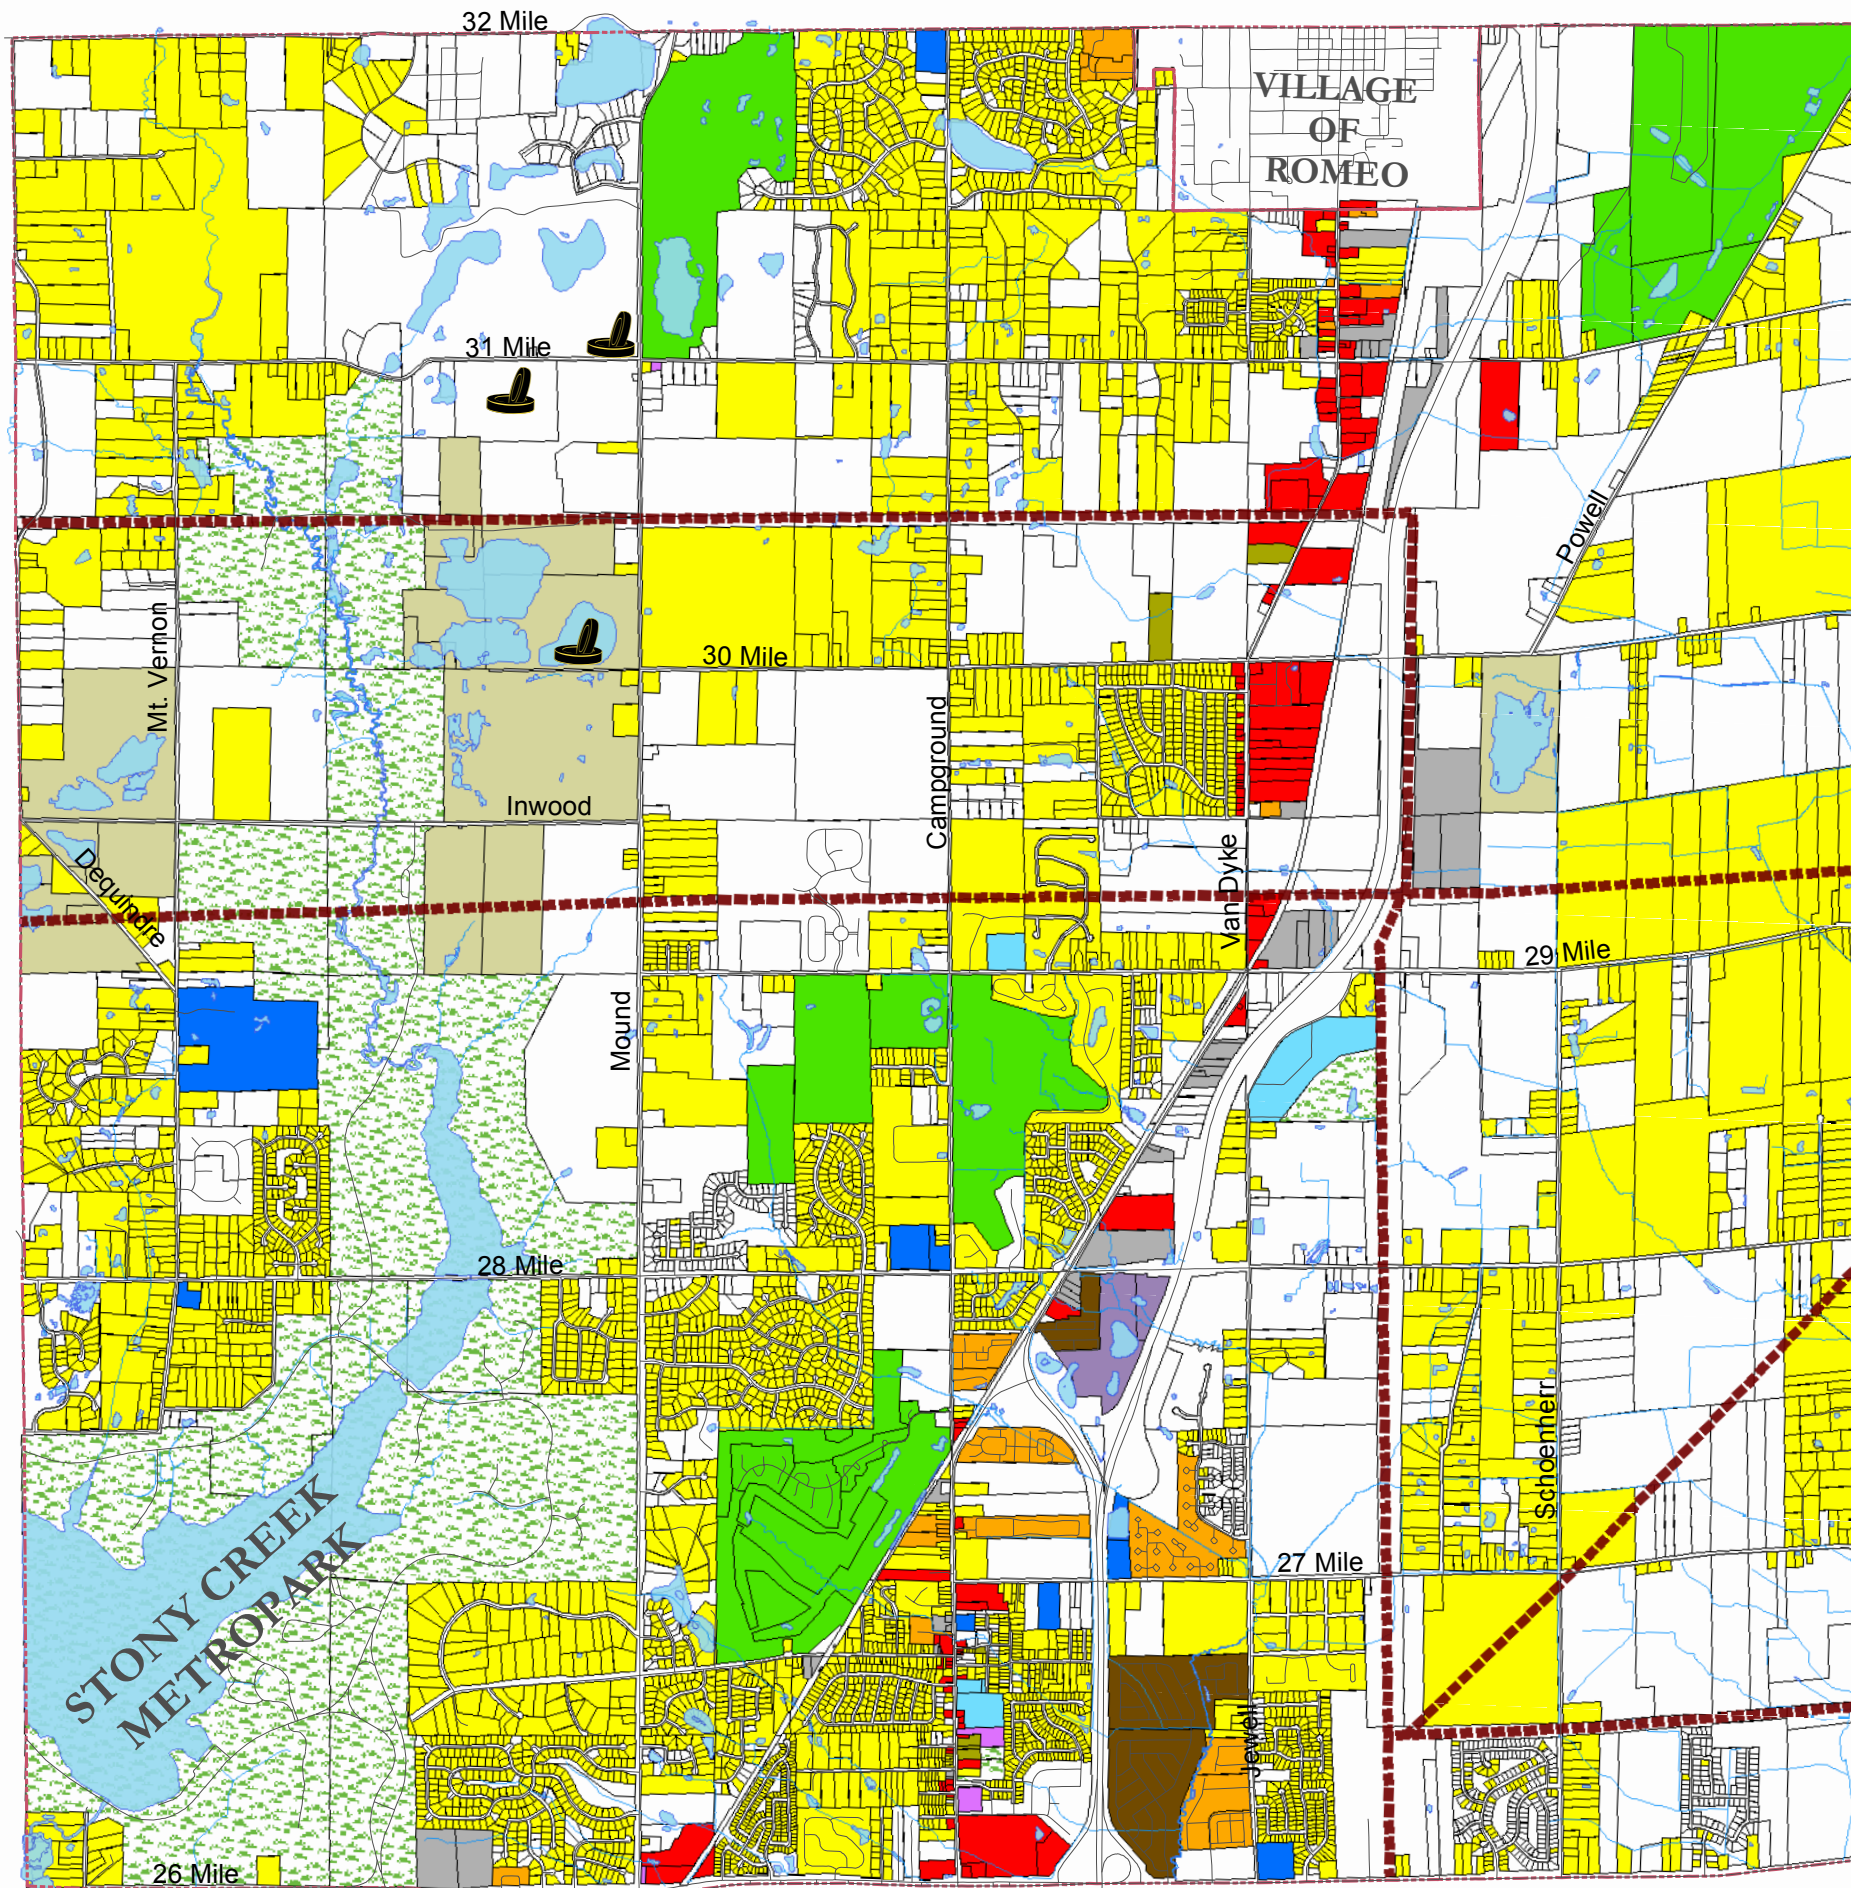 32 Mile
VILLAGE
OF
ROMEO
31 Mile
Powell
Mt. Vernon
30 Mile
Campground
Inwood
Van Dyke
Dequindre
29 Mile
Mound
28 Mile
Schoenherr
STONY CREEK
METROPARK
27 Mile
Jewell
26 Mile